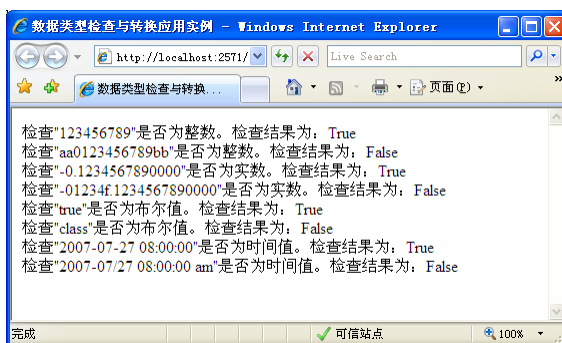 数据类型检查与转换应用实例 - Windows Internet Explorer
http://localhost:2571/
Live Search
数据类型检查与转换...
页面(P)
检查"123456789"是否为整数。检查结果为：True
检查"aa0123456789bb"是否为整数。检查结果为：False
检查"-0.1234567890000"是否为实数。检查结果为：True
检查"-01234f.1234567890000"是否为实数。检查结果为：False
检查"true"是否为布尔值。检查结果为：True
检查"class"是否为布尔值。检查结果为：False
检查"2007-07-27 08:00:00"是否为时间值。检查结果为：True
检查"2007-07/27 08:00:00 am"是否为时间值。检查结果为：False
完成
可信站点
100%